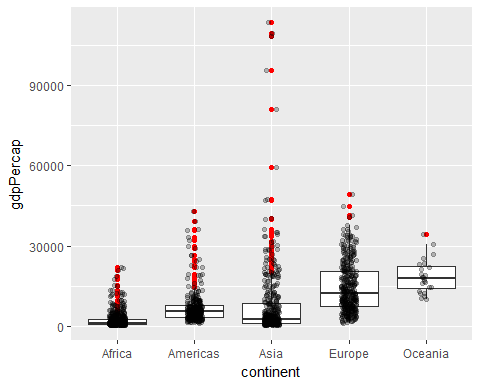 gdpPercap
90000
60000
30000
0
Africa Americas Asia Europe Oceania
continent